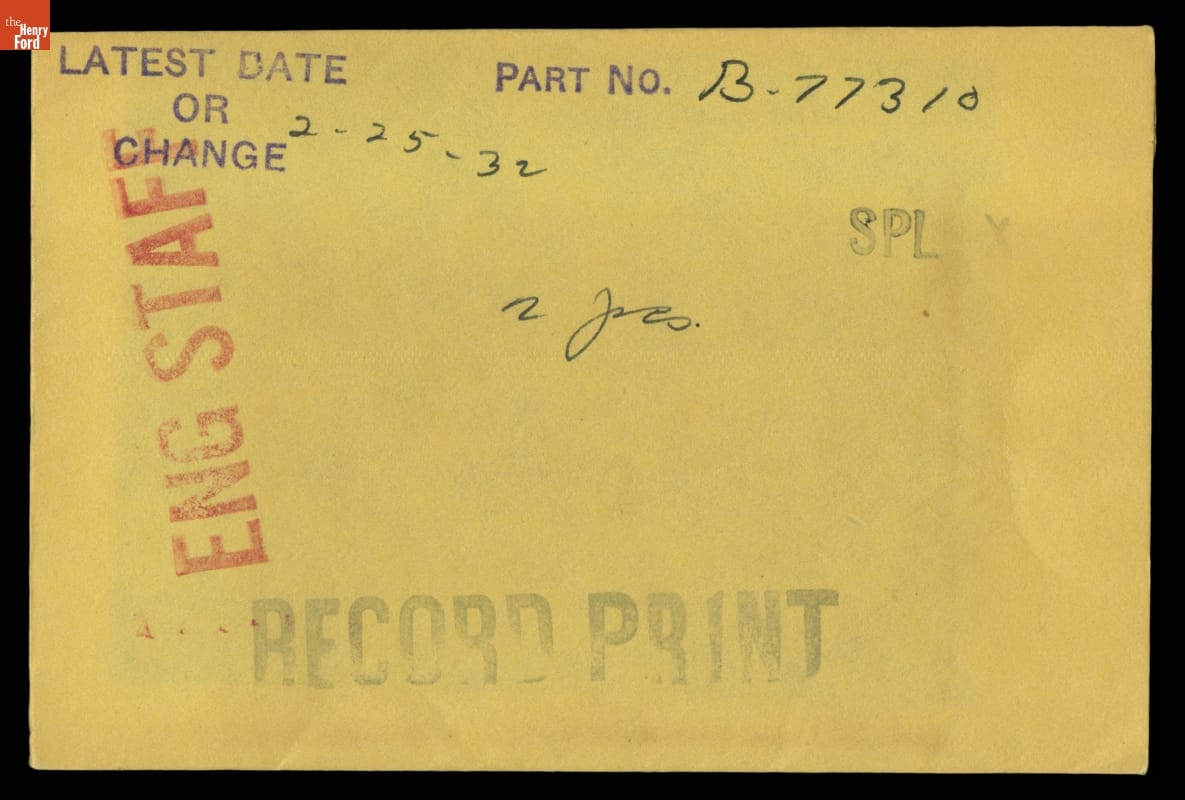 the
Henry
Ford
LATEST DATE
OR
CHANGE 2-25-32
PART NO. B-77310
SPL X
2 pcs.
ENG STAFF
RECORD PRINT